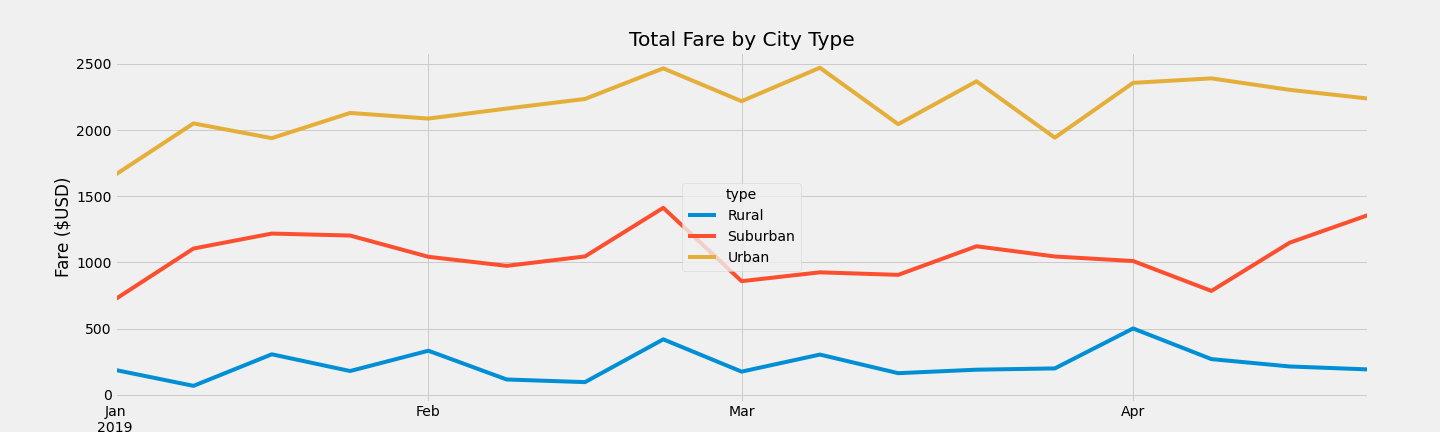 Total Fare by City Type
Fare ($USD)
2500
2000
1500
1000
500
0
type
Rural
Suburban
Urban
Jan
2019
Feb
Mar
Apr